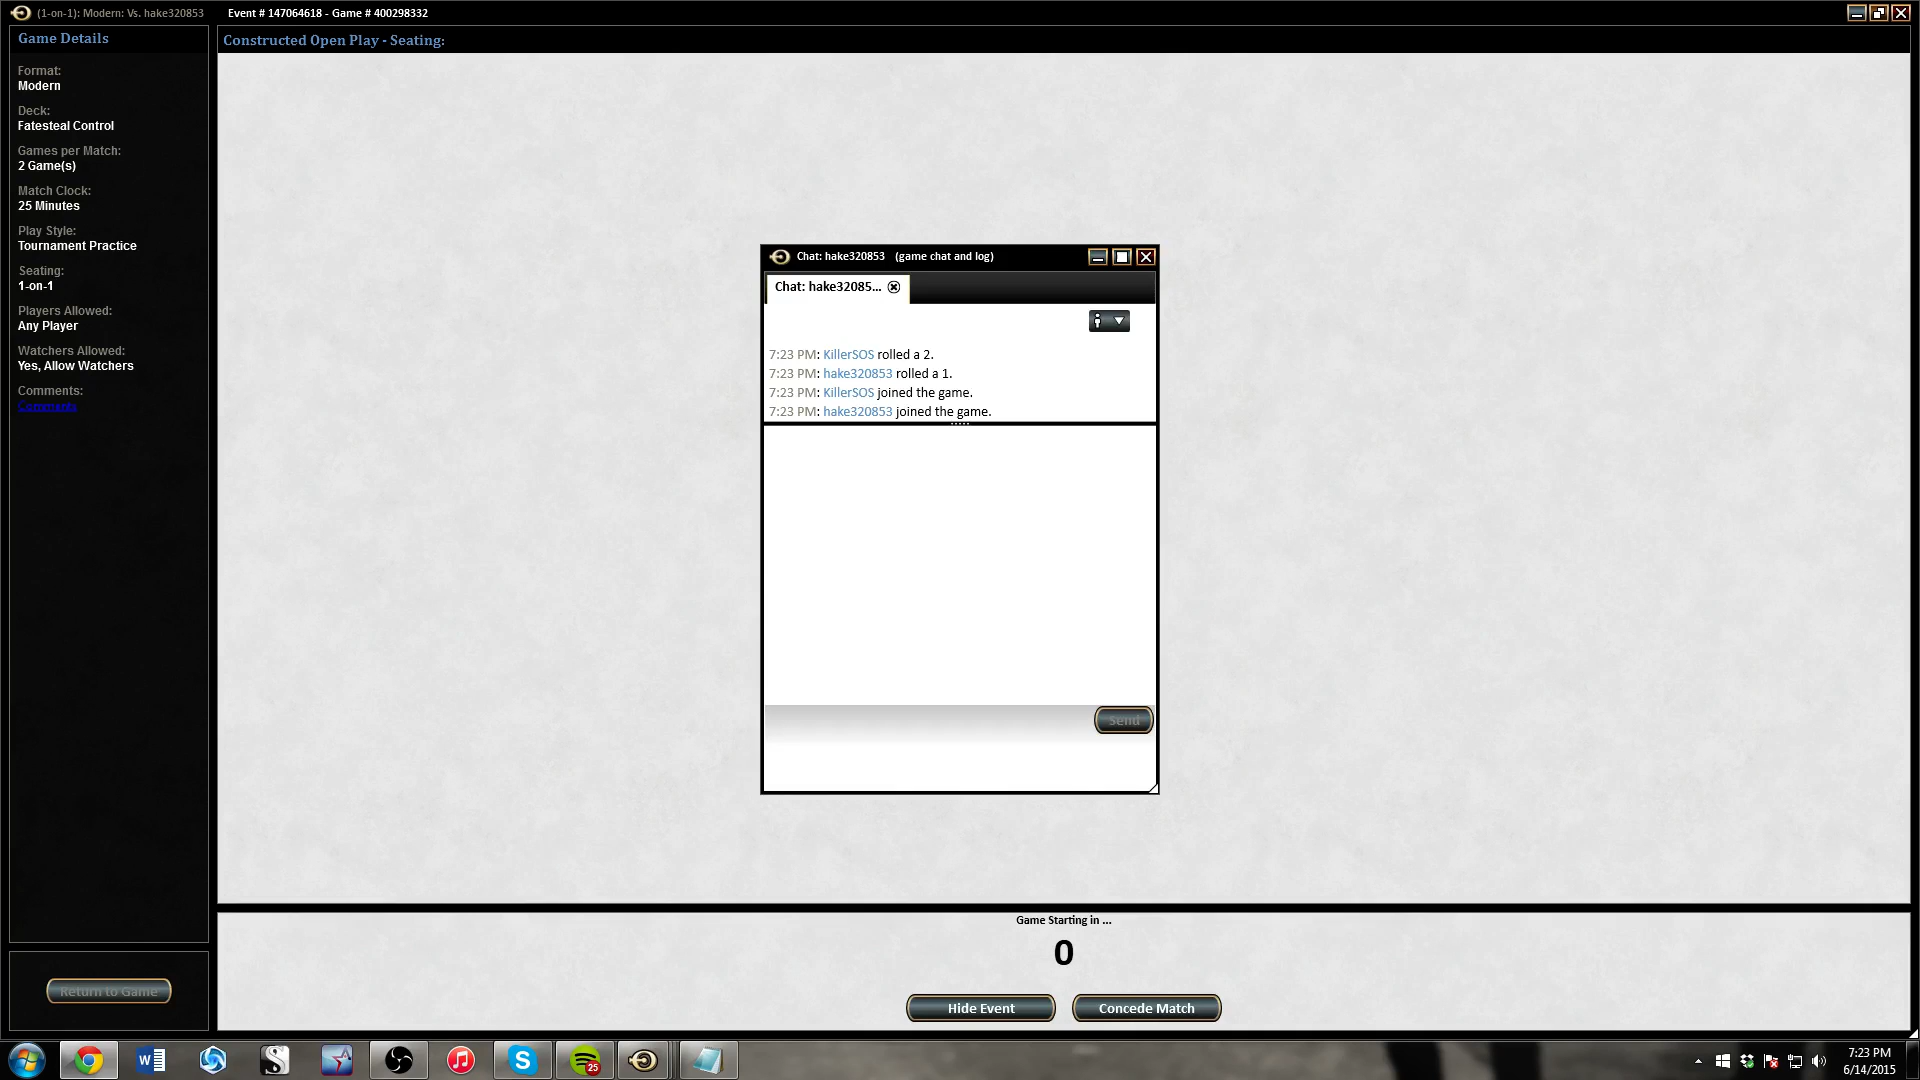 (1-on-1): Modern: Vs. hake320853
Event # 147064618 - Game # 400298332
Game Details
Format:
Modern
Deck:
Fatesteal Control
Games per Match:
2 Game(s)
Match Clock:
25 Minutes
Play Style:
Tournament Practice
Seating:
1-on-1
Players Allowed:
Any Player
Watchers Allowed:
Yes, Allow Watchers
Comments:
Comments
Return to Game
Constructed Open Play - Seating:
Chat: hake320853 (game chat and log)
Chat: hake32085...
7:23 PM: KillerSOS rolled a 2.
7:23 PM: hake320853 rolled a 1.
7:23 PM: KillerSOS joined the game.
7:23 PM: hake320853 joined the game.
Send
Game Starting in ...
0
Hide Event
Concede Match
25
7:23 PM
6/14/2015